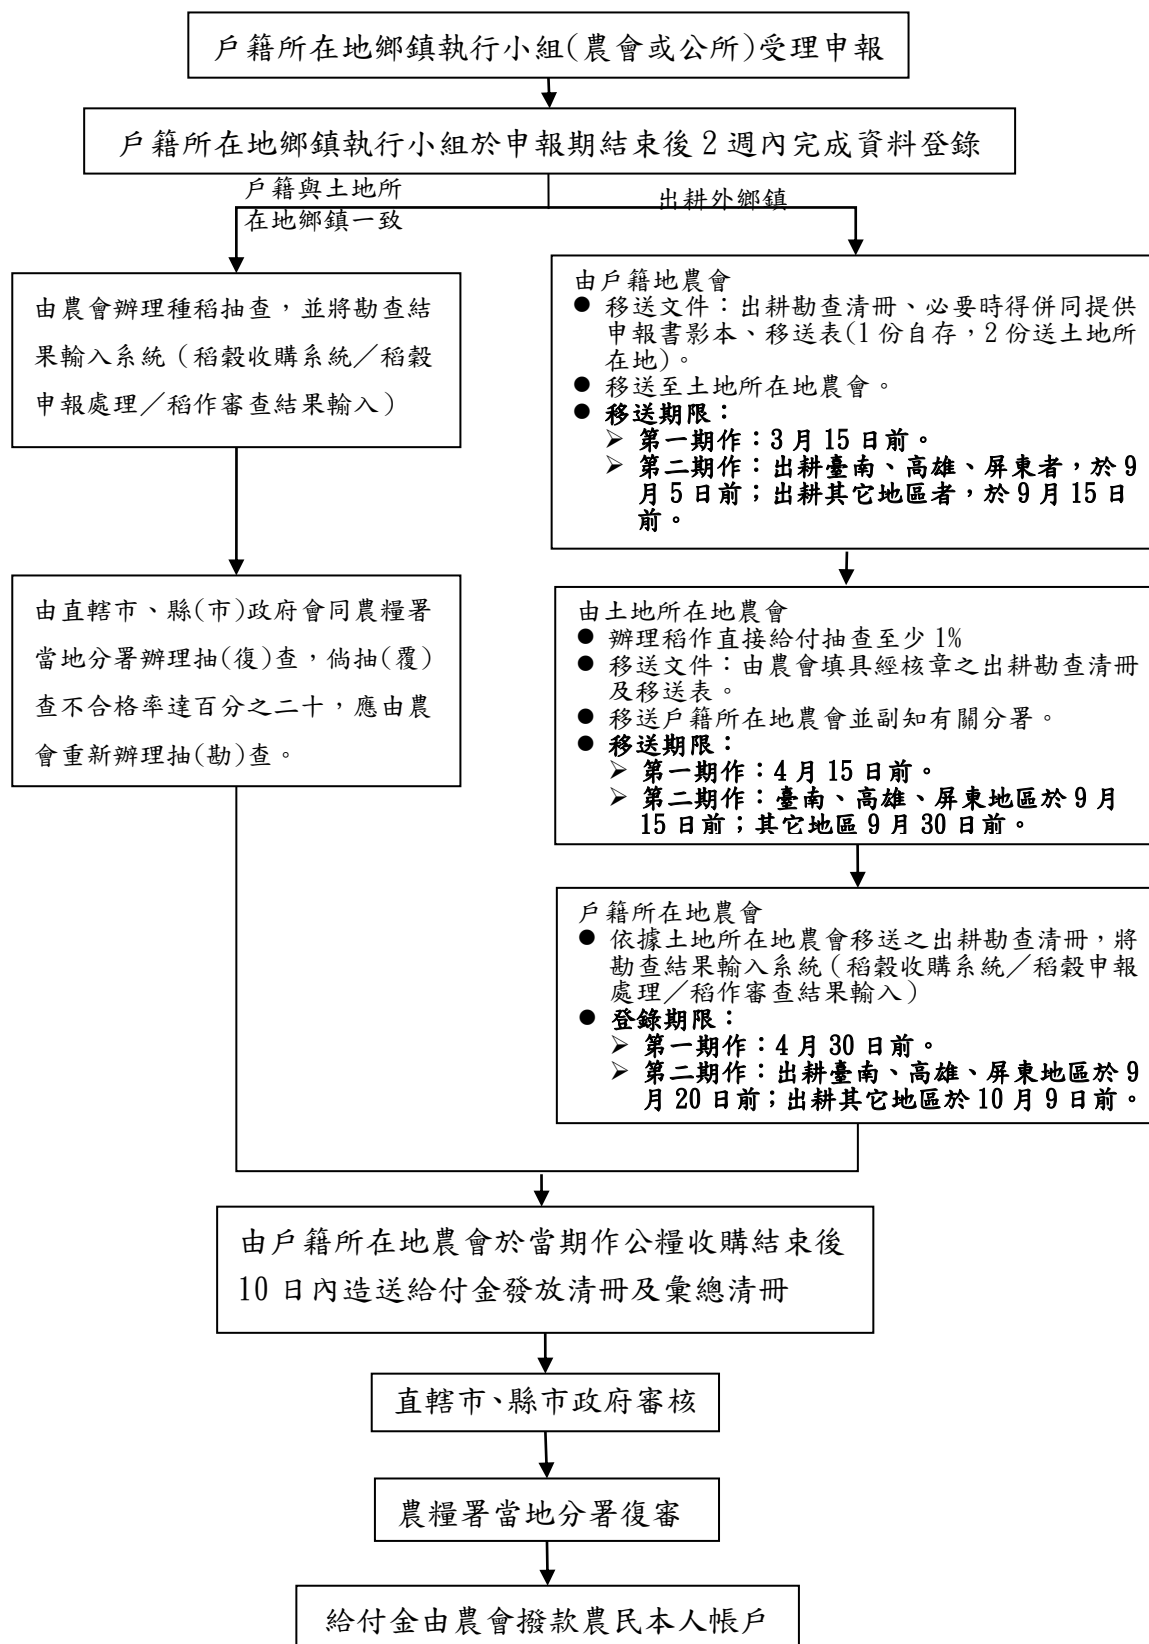 戶籍所在地鄉鎮執行小組(農會或公所)受理申報
戶籍所在地鄉鎮執行小組於申報期結束後 2 週內完成資料登錄
戶籍與土地所
在地鄉鎮一致
出耕外鄉鎮
由農會辦理種稻抽查，並將勘查結
果輸入系統（稻穀收購系統／稻穀
申報處理／稻作審查結果輸入）
由直轄市、縣(市)政府會同農糧署
當地分署辦理抽(復)查，倘抽(覆)
查不合格率達百分之二十，應由農
會重新辦理抽(勘)查。
由戶籍地農會
● 移送文件：出耕勘查清冊、必要時得併同提供
申報書影本、移送表(1 份自存，2 份送土地所
在地)。
● 移送至土地所在地農會。
● 移送期限：
➢ 第一期作：3 月 15 日前。
➢ 第二期作：出耕臺南、高雄、屏東者，於 9
月 5 日前；出耕其它地區者，於 9 月 15 日
前。
由土地所在地農會
● 辦理稻作直接給付抽查至少 1%
● 移送文件：由農會填具經核章之出耕勘查清冊
及移送表。
● 移送戶籍所在地農會並副知有關分署。
● 移送期限：
➢ 第一期作：4 月 15 日前。
➢ 第二期作：臺南、高雄、屏東地區於 9 月
15 日前；其它地區 9 月 30 日前。
戶籍所在地農會
● 依據土地所在地農會移送之出耕勘查清冊，將
勘查結果輸入系統（稻穀收購系統／稻穀申報
處理／稻作審查結果輸入）
● 登錄期限：
➢ 第一期作：4 月 30 日前。
➢ 第二期作：出耕臺南、高雄、屏東地區於 9
月 20 日前；出耕其它地區於 10 月 9 日前。
由戶籍所在地農會於當期作公糧收購結束後
10 日內造送給付金發放清冊及彙總清冊
直轄市、縣市政府審核
農糧署當地分署復審
給付金由農會撥款農民本人帳戶